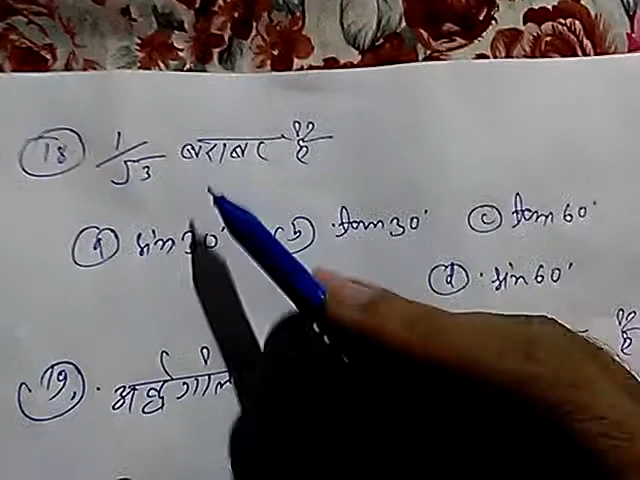 18 1/√3 बराबर है
(a) sin 30° (b) tan 30° (c) tan 60°
(d) sin 60°
है
19. अर्द्धगोल